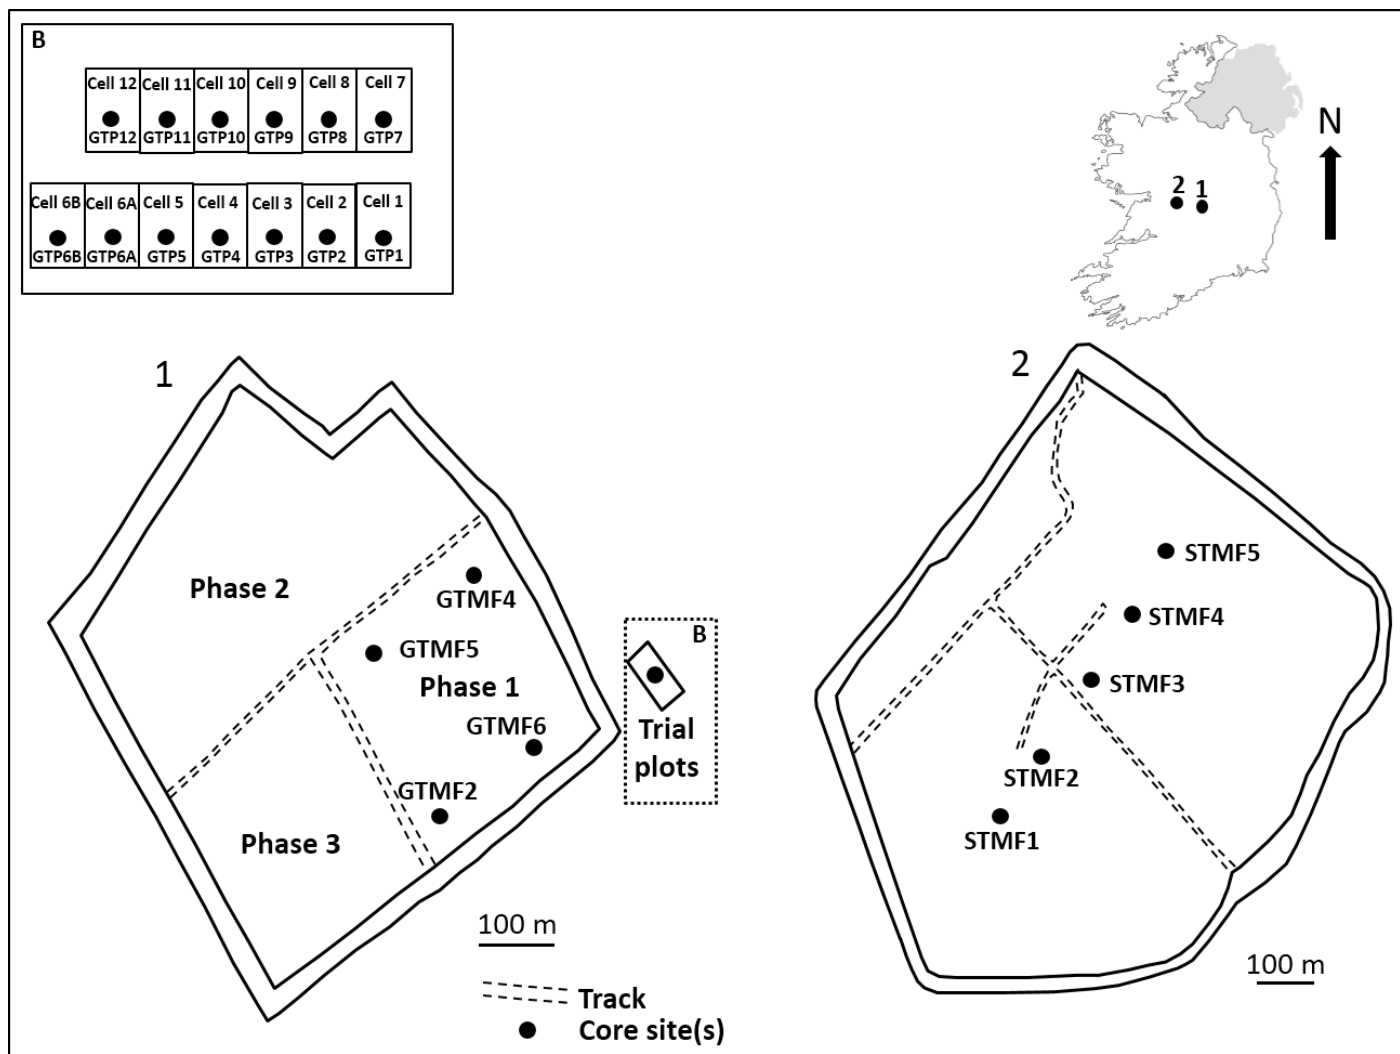 B
Cell 12 Cell 11 Cell 10 Cell 9 Cell 8 Cell 7
GTP12 GTP11 GTP10 GTP9 GTP8 GTP7
Cell 6B Cell 6A Cell 5 Cell 4 Cell 3 Cell 2 Cell 1
GTP6B GTP6A GTP5 GTP4 GTP3 GTP2 GTP1
N
2 1
1
Phase 2
GTMF4
GTMF5
Phase 1
GTMF6
GTMF2
Phase 3
B
Trial
plots
100 m
Track
Core site(s)
2
STMF5
STMF4
STMF3
STMF2
STMF1
100 m